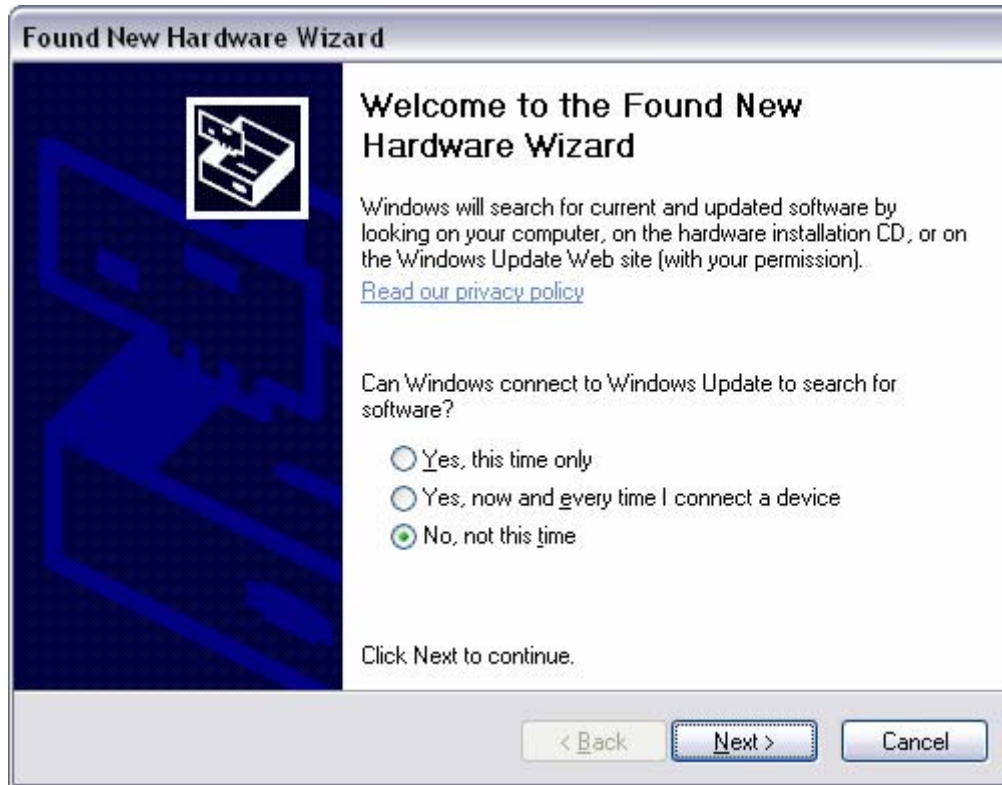 Found New Hardware Wizard
Welcome to the Found New
Hardware Wizard
Windows will search for current and updated software by
looking on your computer, on the hardware installation CD, or on
the Windows Update Web site (with your permission).
Read our privacy policy
Can Windows connect to Windows Update to search for
software?
Yes, this time only
Yes, now and every time I connect a device
No, not this time
Click Next to continue.
< Back
Next >
Cancel